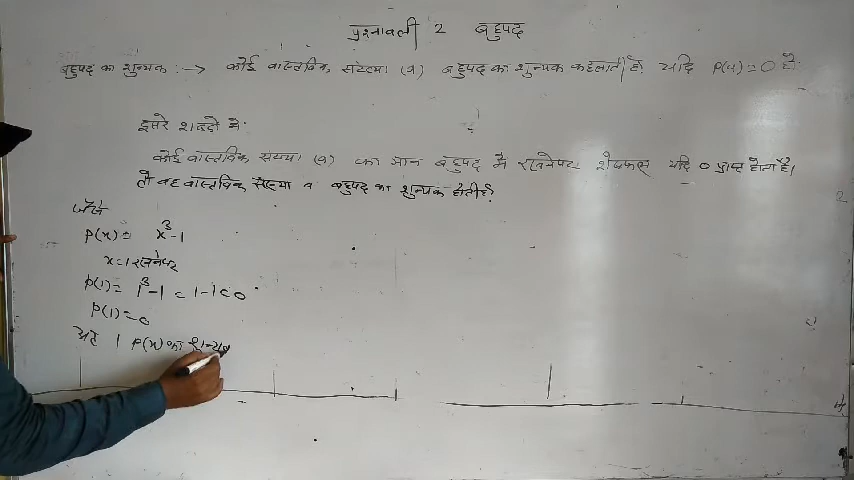 प्रश्नावली 2 बहुपद
बहुपद का शुन्यक :→ कोई वास्तविक संख्या (a) बहुपद का शुन्यक कहलाती है। यदि P(a) = 0 है।
दुसरे शब्दो में:
कोई वास्तविक संख्या (a) का मान बहुपद में रखनेपर शेषफल यदि 0 प्राप्त होता है।
तो वह वास्तविक संख्या a बहुपद का शुन्यक होती है?
जैसे
P(x) = x³-1
x=1 रखनेपर
P(1) = 1³-1 = 1-1 = 0
P(1) = 0
अतः 1 P(x) का शुन्यक